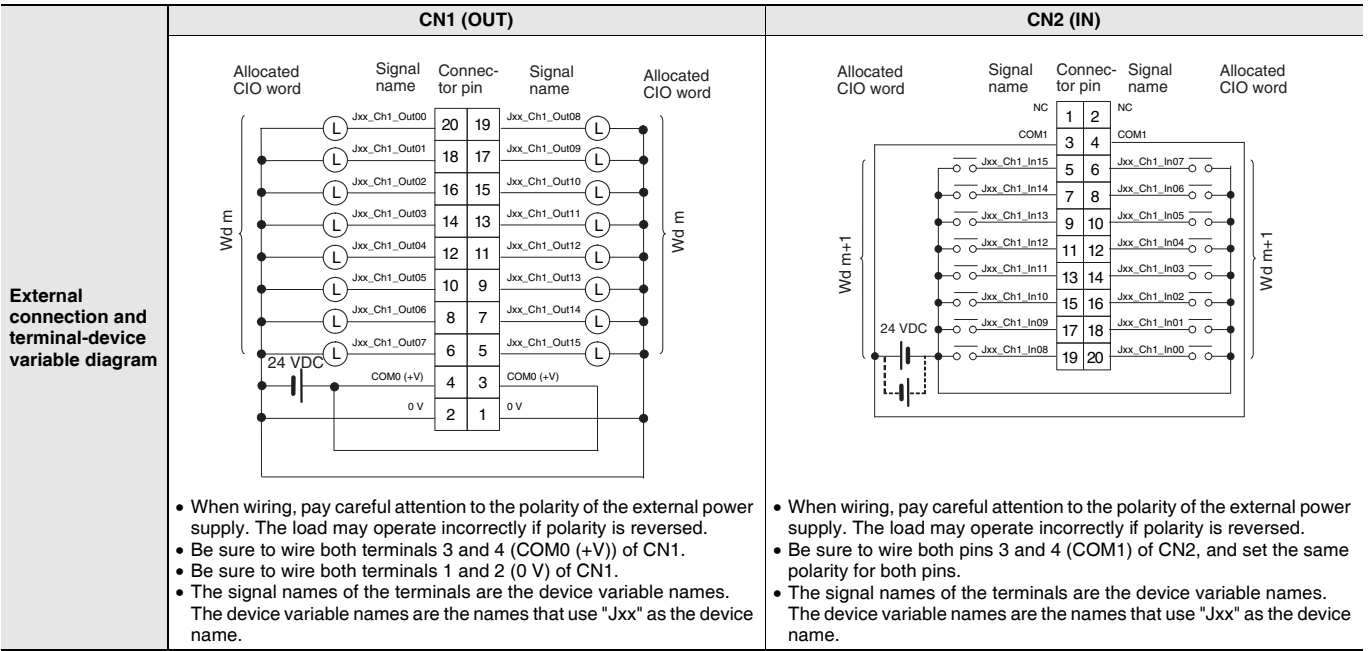 CN1 (OUT)
CN2 (IN)
External
connection and
terminal-device
variable diagram
Allocated
CIO word
Signal
name
Connec-
tor pin
Signal
name
Allocated
CIO word
Wd m
Jxx_Ch1_Out00 20 19 Jxx_Ch1_Out08
L L
Jxx_Ch1_Out01 18 17 Jxx_Ch1_Out09
L L
Jxx_Ch1_Out02 16 15 Jxx_Ch1_Out10
L L
Jxx_Ch1_Out03 14 13 Jxx_Ch1_Out11
L L
Jxx_Ch1_Out04 12 11 Jxx_Ch1_Out12
L L
Jxx_Ch1_Out05 10 9 Jxx_Ch1_Out13
L L
Jxx_Ch1_Out06 8 7 Jxx_Ch1_Out14
L L
Jxx_Ch1_Out07 6 5 Jxx_Ch1_Out15
L L
24 VDC
COM0 (+V) 4 3 COM0 (+V)
0 V 2 1 0 V
Wd m
• When wiring, pay careful attention to the polarity of the external power
supply. The load may operate incorrectly if polarity is reversed.
• Be sure to wire both terminals 3 and 4 (COM0 (+V)) of CN1.
• Be sure to wire both terminals 1 and 2 (0 V) of CN1.
• The signal names of the terminals are the device variable names.
The device variable names are the names that use "Jxx" as the device
name.
Allocated
CIO word
Signal
name
Connec-
tor pin
Signal
name
Allocated
CIO word
Wd m+1
NC 1 2 NC
COM1 3 4 COM1
Jxx_Ch1_In15 5 6 Jxx_Ch1_In07
Jxx_Ch1_In14 7 8 Jxx_Ch1_In06
Jxx_Ch1_In13 9 10 Jxx_Ch1_In05
Jxx_Ch1_In12 11 12 Jxx_Ch1_In04
Jxx_Ch1_In11 13 14 Jxx_Ch1_In03
Jxx_Ch1_In10 15 16 Jxx_Ch1_In02
24 VDC
Jxx_Ch1_In09 17 18 Jxx_Ch1_In01
Jxx_Ch1_In08 19 20 Jxx_Ch1_In00
Wd m+1
• When wiring, pay careful attention to the polarity of the external power
supply. The load may operate incorrectly if polarity is reversed.
• Be sure to wire both pins 3 and 4 (COM1) of CN2, and set the same
polarity for both pins.
• The signal names of the terminals are the device variable names.
The device variable names are the names that use "Jxx" as the device
name.